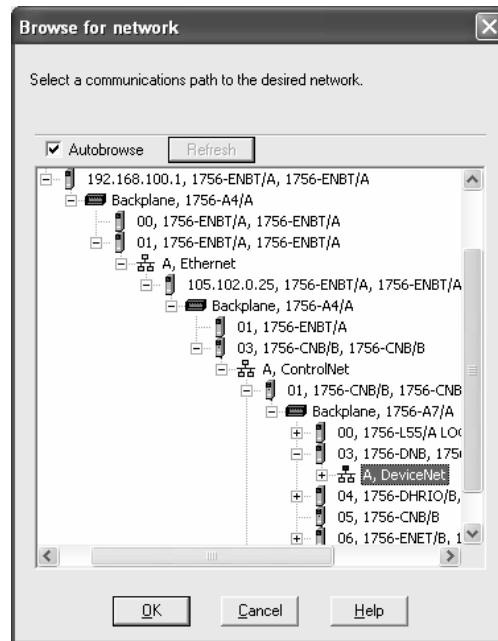 Browse for network
Select a communications path to the desired network.
Autobrowse Refresh
192.168.100.1, 1756-ENBT/A, 1756-ENBT/A
Backplane, 1756-A4/A
00, 1756-ENBT/A, 1756-ENBT/A
01, 1756-ENBT/A, 1756-ENBT/A
A, Ethernet
105.102.0.25, 1756-ENBT/A, 1756-ENBT/A
Backplane, 1756-A4/A
01, 1756-ENBT/A
03, 1756-CNB/B, 1756-CNB/B
A, ControlNet
01, 1756-CNB/B, 1756-CNB
Backplane, 1756-A7/A
00, 1756-L55/A LO
03, 1756-DNB, 175
A, DeviceNet
04, 1756-DHRIO/B,
05, 1756-CNB/B
06, 1756-ENET/B, 1
OK Cancel Help